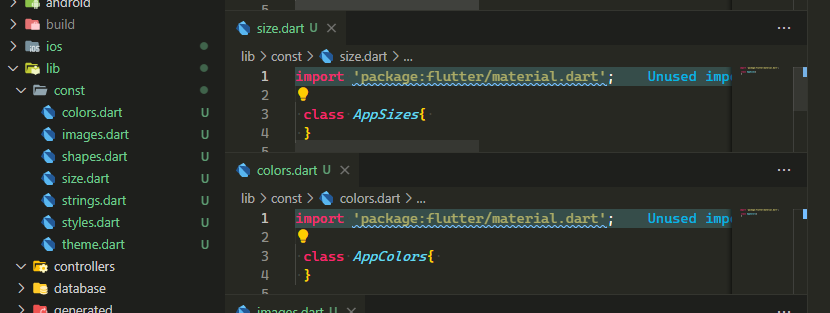 android
build
ios
lib
const
colors.dart U
images.dart U
shapes.dart U
size.dart U
strings.dart U
styles.dart U
theme.dart U
controllers
database
generated
5
size.dart U
lib > const > size.dart > ...
1 import 'package:flutter/material.dart'; Unused imp
2
3 class AppSizes{
4 }
5
colors.dart U
lib > const > colors.dart > ...
1 import 'package:flutter/material.dart'; Unused imp
2
3 class AppColors{
4 }
5
images.dart U